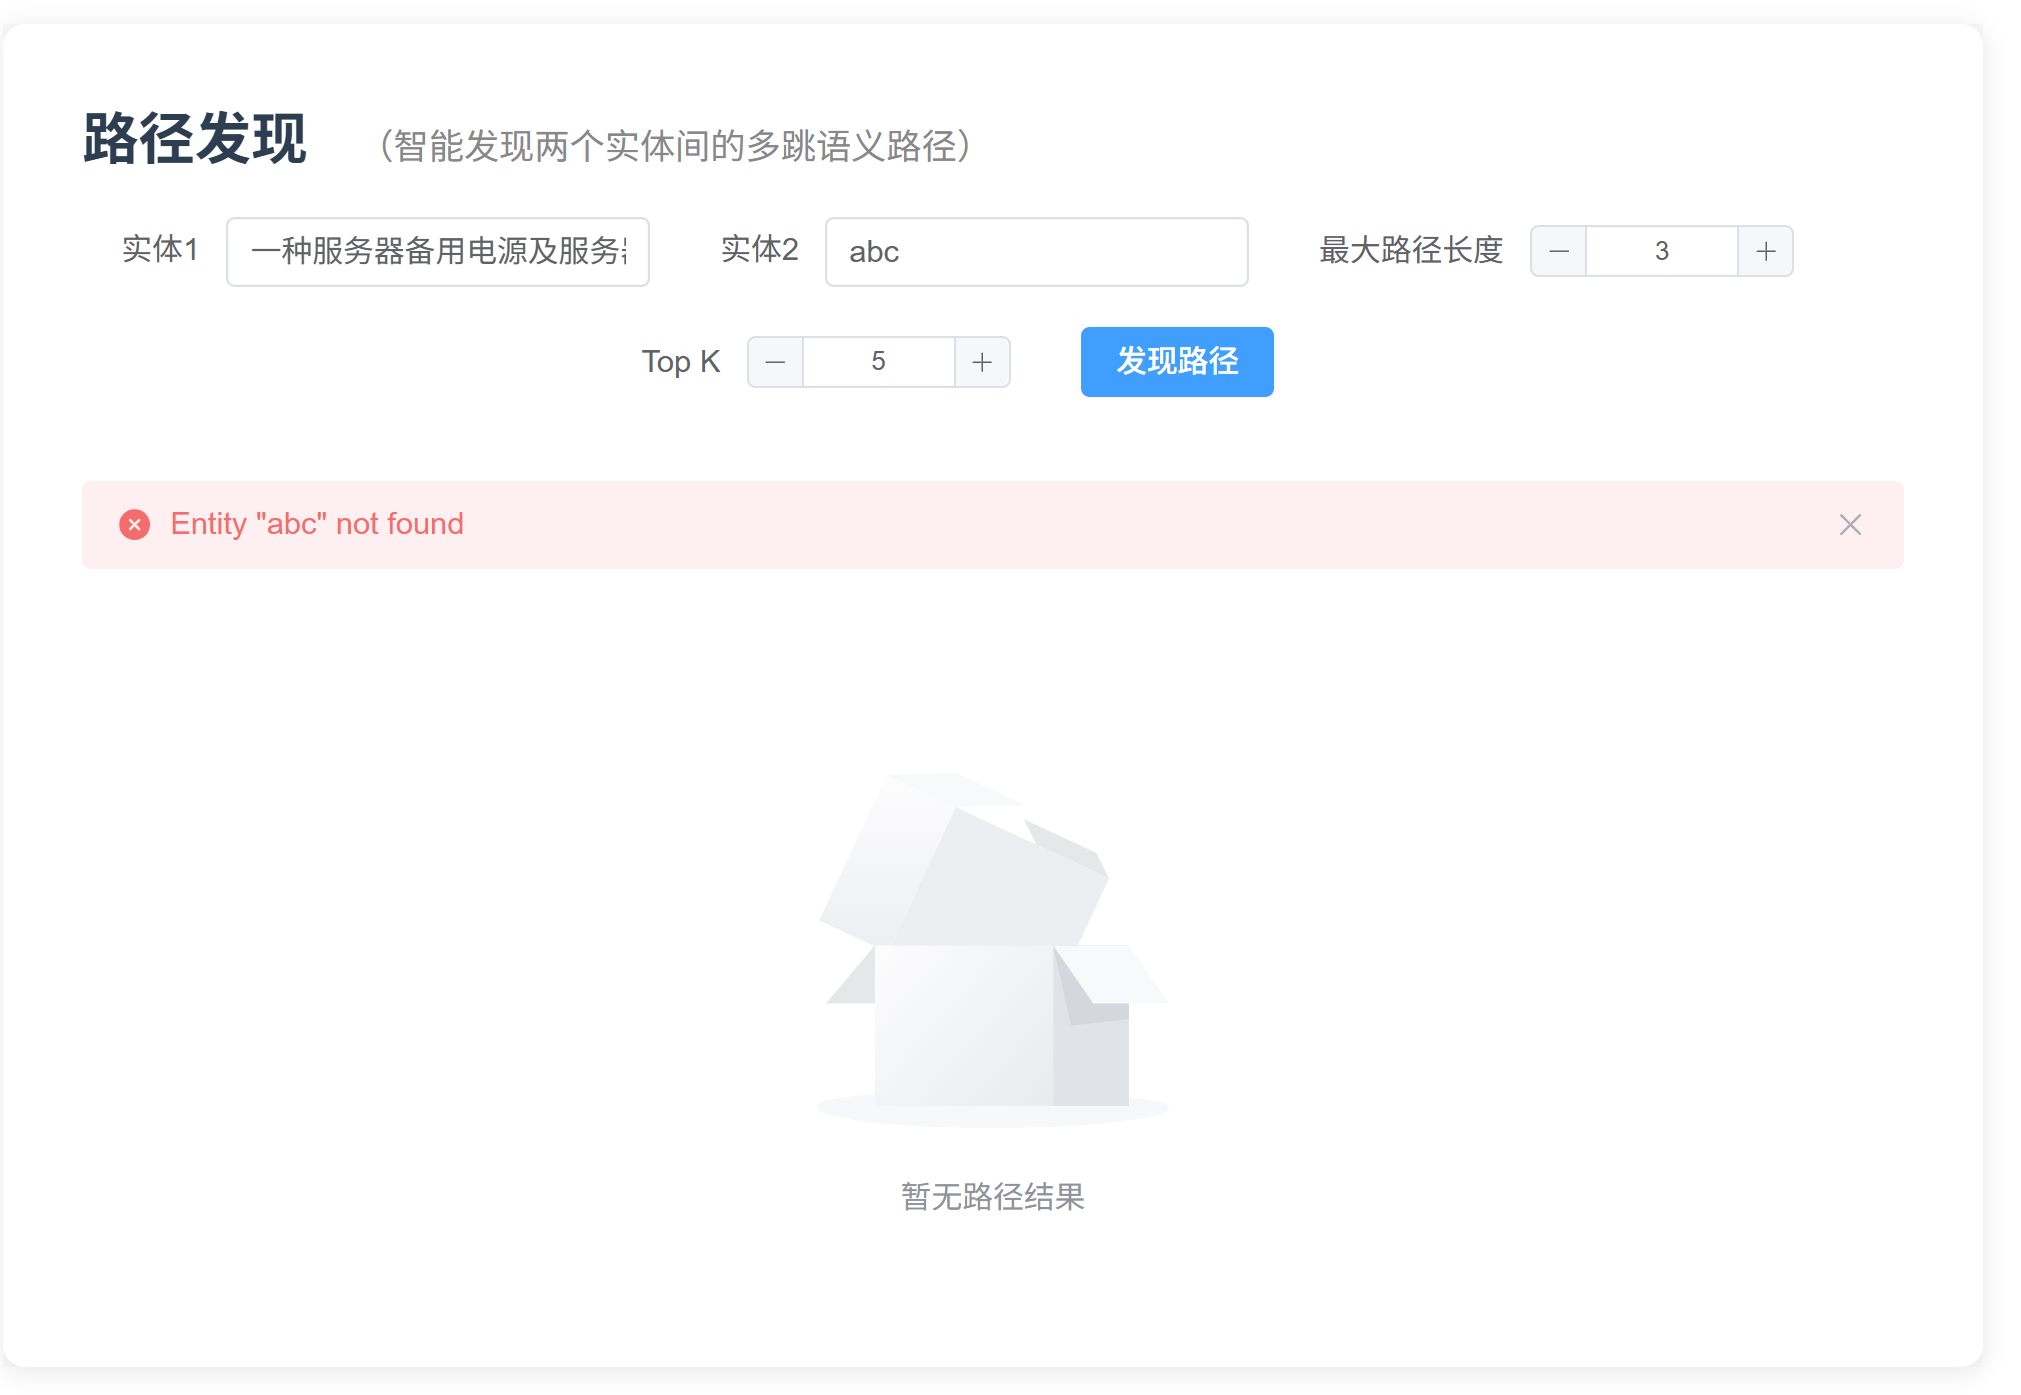 路径发现 （智能发现两个实体间的多跳语义路径）
实体1 一种服务器备用电源及服务 实体2 abc 最大路径长度 3
Top K 5 发现路径
Entity "abc" not found
暂无路径结果